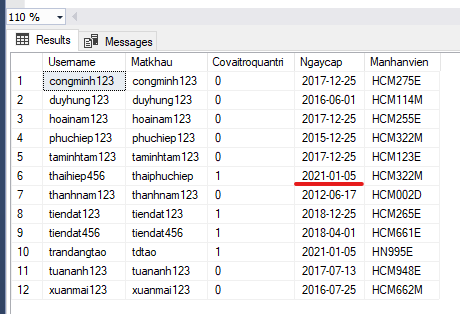 110 %
Results Messages
Username Matkhau Covaitroquantri Ngaycap Manhanvien
1 congminh123 congminh123 0 2017-12-25 HCM275E
2 duyhung123 duyhung123 0 2016-06-01 HCM114M
3 hoainam123 hoainam123 0 2017-12-25 HCM255E
4 phuchiep123 phuchiep123 0 2015-12-25 HCM322M
5 taminhtam123 taminhtam123 0 2017-12-25 HCM123E
6 thaihiep456 thaiphuchiep 1 2021-01-05 HCM322M
7 thanhnam123 thanhnam123 0 2012-06-17 HCM002D
8 tiendat123 tiendat123 1 2018-12-25 HCM265E
9 tiendat456 tiendat456 1 2018-04-01 HCM661E
10 trandangtao tdtao 1 2021-01-05 HN995E
11 tuananh123 tuananh123 0 2017-07-13 HCM948E
12 xuanmai123 xuanmai123 0 2016-07-25 HCM662M